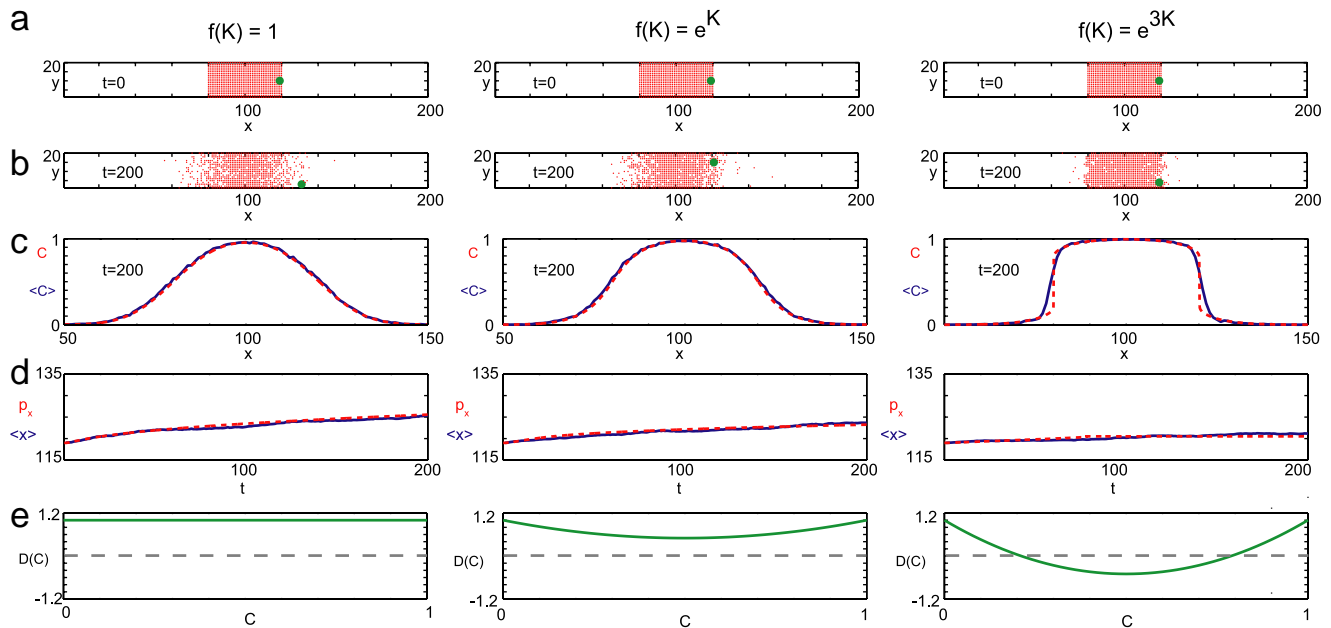 a
f(K) = 1
f(K) = e^K
f(K) = e^3K
20
y
t=0
100
200
x
20
y
t=0
100
200
x
20
y
t=0
100
200
x
b
20
y
t=200
100
200
x
20
y
t=200
100
200
x
20
y
t=200
100
200
x
c
1
C
<C>
0
t=200
50
100
150
x
1
C
<C>
0
t=200
100
150
x
1
C
<C>
0
t=200
100
150
x
d
135
p_x
<x>
115
100
200
t
135
p_x
<x>
115
100
200
t
135
p_x
<x>
115
100
200
t
e
1.2
D(C)
-1.2
0
1
C
1.2
D(C)
-1.2
0
1
C
1.2
D(C)
-1.2
0
1
C